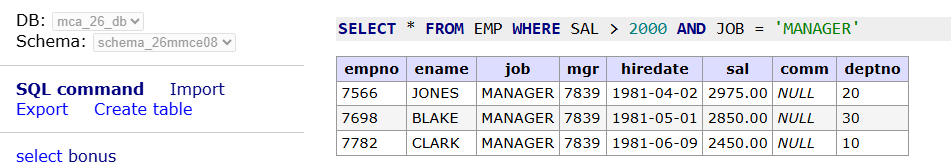 DB: mca_26_db
Schema: schema_26mmce08
SQL command Import
Export Create table
select bonus
SELECT * FROM EMP WHERE SAL > 2000 AND JOB = 'MANAGER'
empno ename job mgr hiredate sal comm deptno
7566 JONES MANAGER 7839 1981-04-02 2975.00 NULL 20
7698 BLAKE MANAGER 7839 1981-05-01 2850.00 NULL 30
7782 CLARK MANAGER 7839 1981-06-09 2450.00 NULL 10